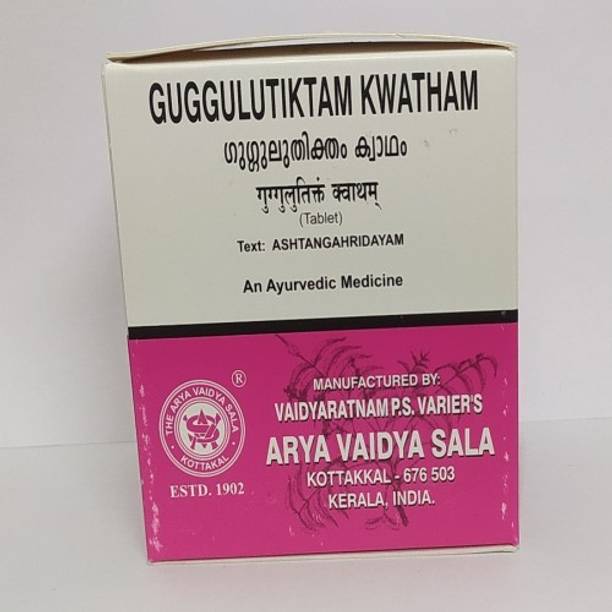 GUGGULUTIKTAM KWATHAM
ഗുഗ്ഗുലുതിക്തം ക്വാഥം
गुग्गुलुतिक्तं क्वाथम्
(Tablet)
Text: ASHTANGAHRIDAYAM
An Ayurvedic Medicine
MANUFACTURED BY:
VAIDYARATNAM P.S. VARIER'S
ARYA VAIDYA SALA
KOTTAKKAL - 676 503
KERALA, INDIA.
®
THE ARYA VAIDYA SALA
KOTTAKAL
ESTD. 1902